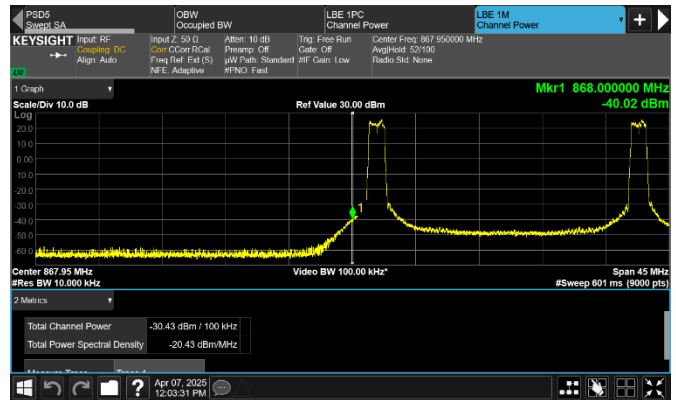 PSD5
Swept SA
OBW
Occupied BW
LBE 1PC
Channel Power
LBE 1M
Channel Power
KEYSIGHT
Input: RF
Coupling: DC
Align: Auto
Input Z: 50 Ω
Corr CCorr RCal
Freq Ref: Ext (S)
NFE: Adaptive
Atten: 10 dB
Preamp: Off
µW Path: Standard
#PNO: Fast
Trig: Free Run
Gate: Off
#IF Gain: Low
Center Freq: 867.950000 MHz
Avg|Hold: 52/100
Radio Std: None
1 Graph
Mkr1 868.000000 MHz
-40.02 dBm
Scale/Div 10.0 dB
Ref Value 30.00 dBm
Log
20.0
10.0
0.00
-10.0
-20.0
-30.0
-40.0
-50.0
-60.0
1
Center 867.95 MHz
#Res BW 10.000 kHz
Video BW 100.00 kHz*
Span 45 MHz
#Sweep 601 ms (9000 pts)
2 Metrics
Total Channel Power -30.43 dBm / 100 kHz
Total Power Spectral Density -20.43 dBm/MHz
?
Apr 07, 2025
12:03:31 PM